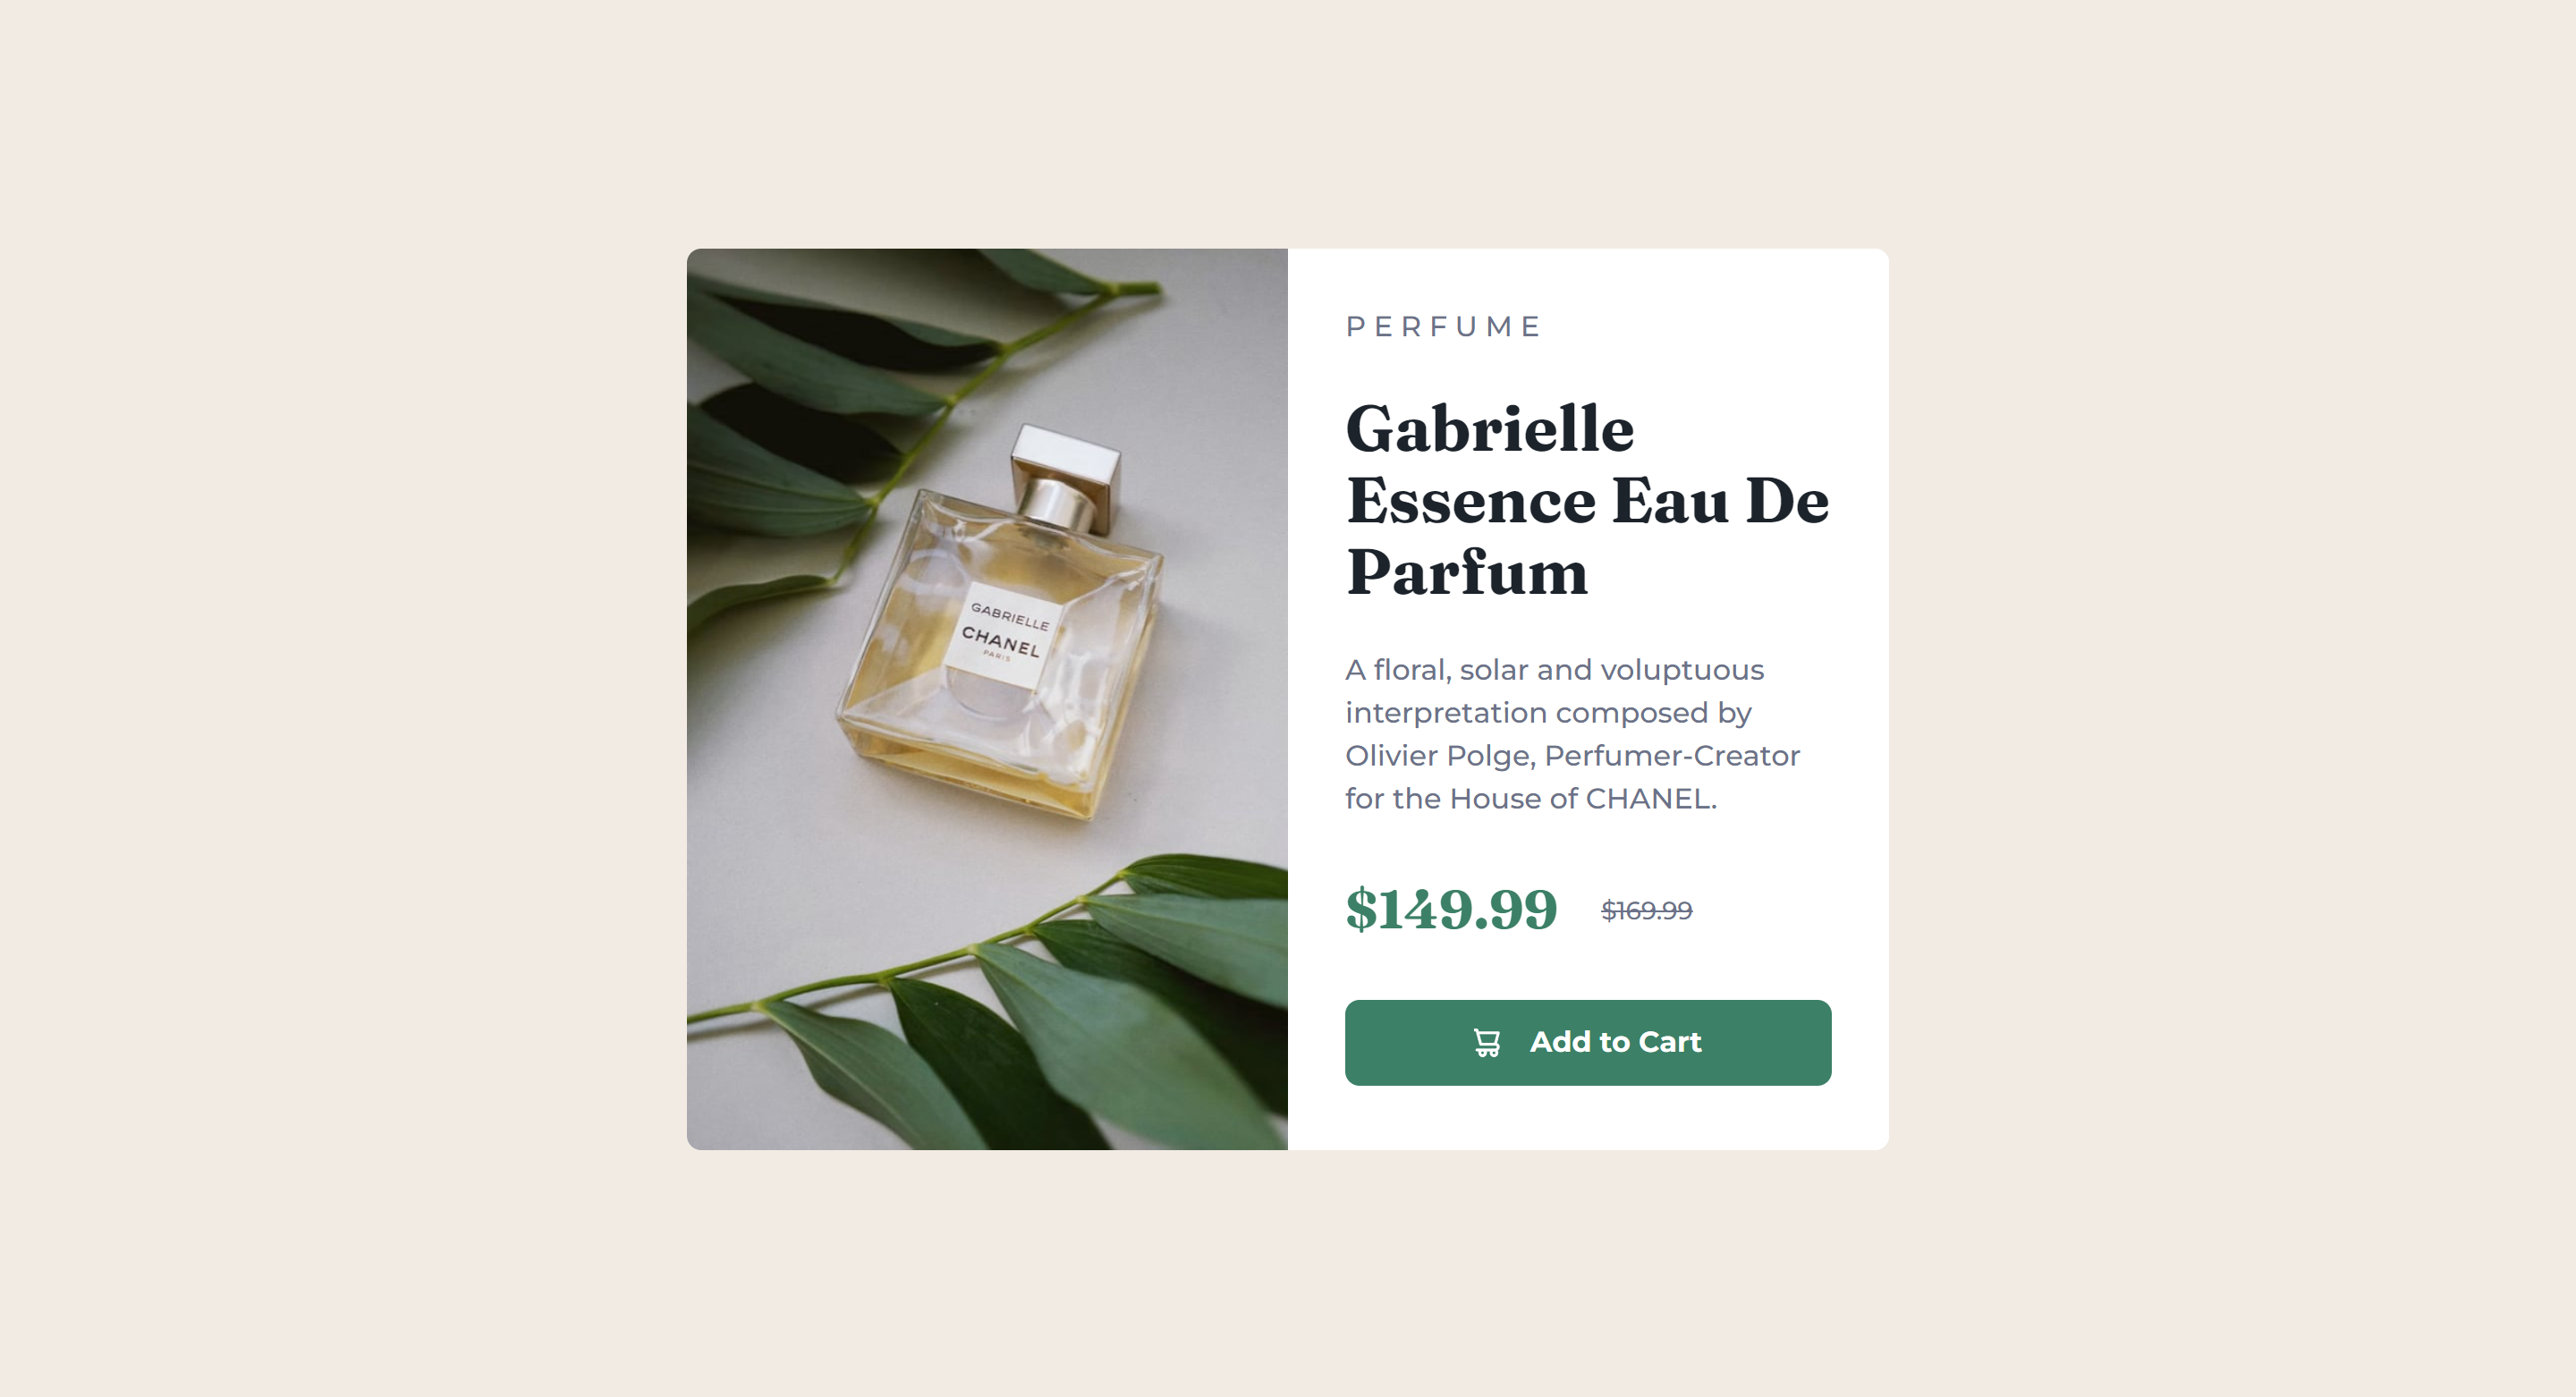 GABRIELLE
CHANEL
PARIS
PERFUME
Gabrielle
Essence Eau De
Parfum
A floral, solar and voluptuous
interpretation composed by
Olivier Polge, Perfumer-Creator
for the House of CHANEL.
$149.99 $169.99
Add to Cart